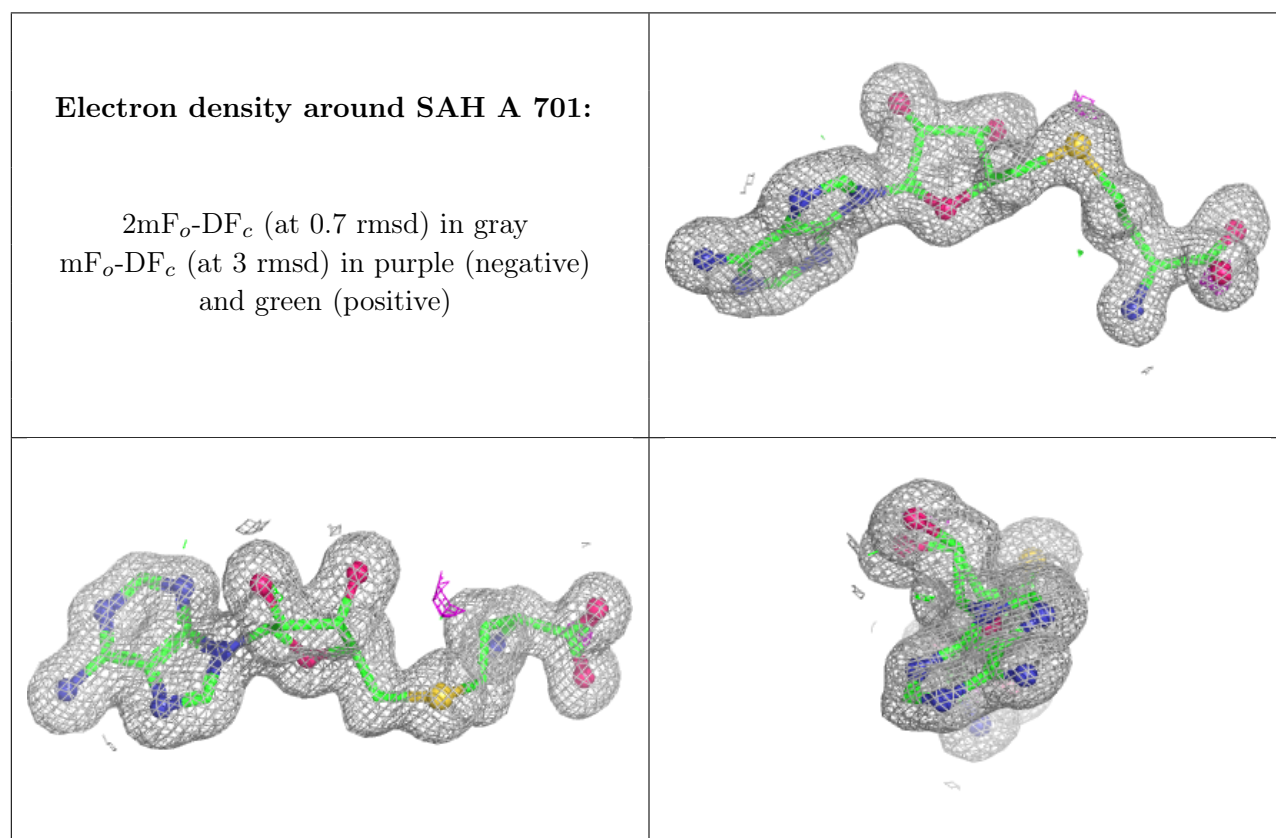 Electron density around SAH A 701:
2mFo-DFc (at 0.7 rmsd) in gray
mFo-DFc (at 3 rmsd) in purple (negative)
and green (positive)